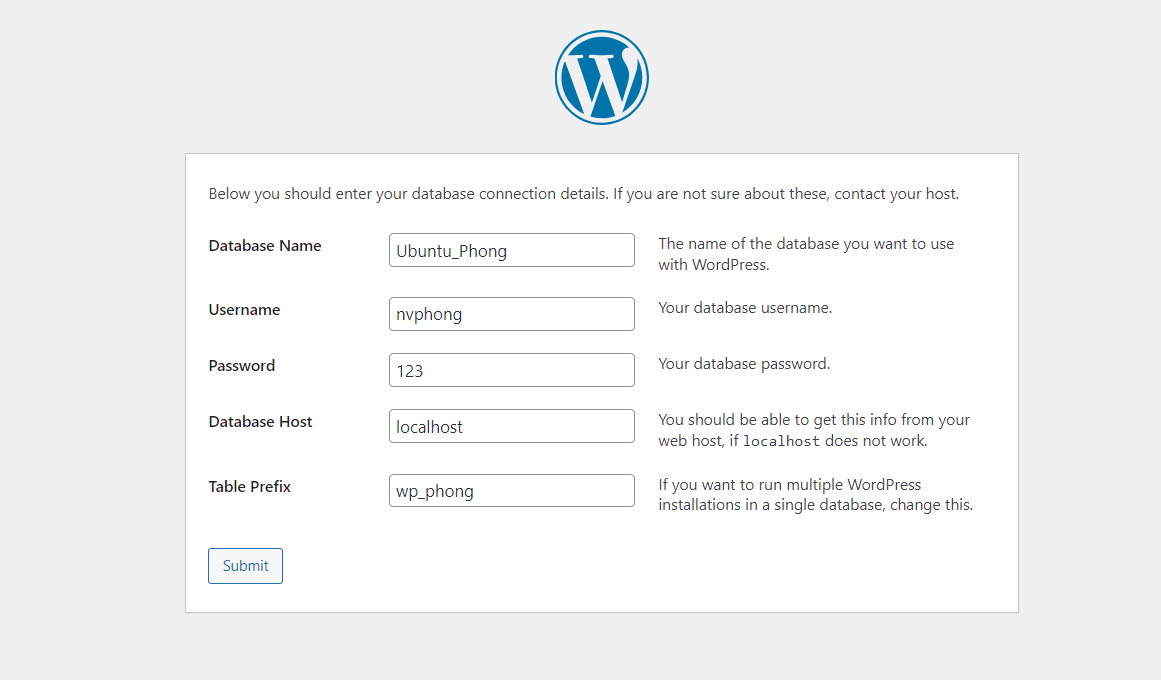 W
Below you should enter your database connection details. If you are not sure about these, contact your host.
Database Name
Ubuntu_Phong
The name of the database you want to use
with WordPress.
Username
nvphong
Your database username.
Password
123
Your database password.
Database Host
localhost
You should be able to get this info from your
web host, if localhost does not work.
Table Prefix
wp_phong
If you want to run multiple WordPress
installations in a single database, change this.
Submit